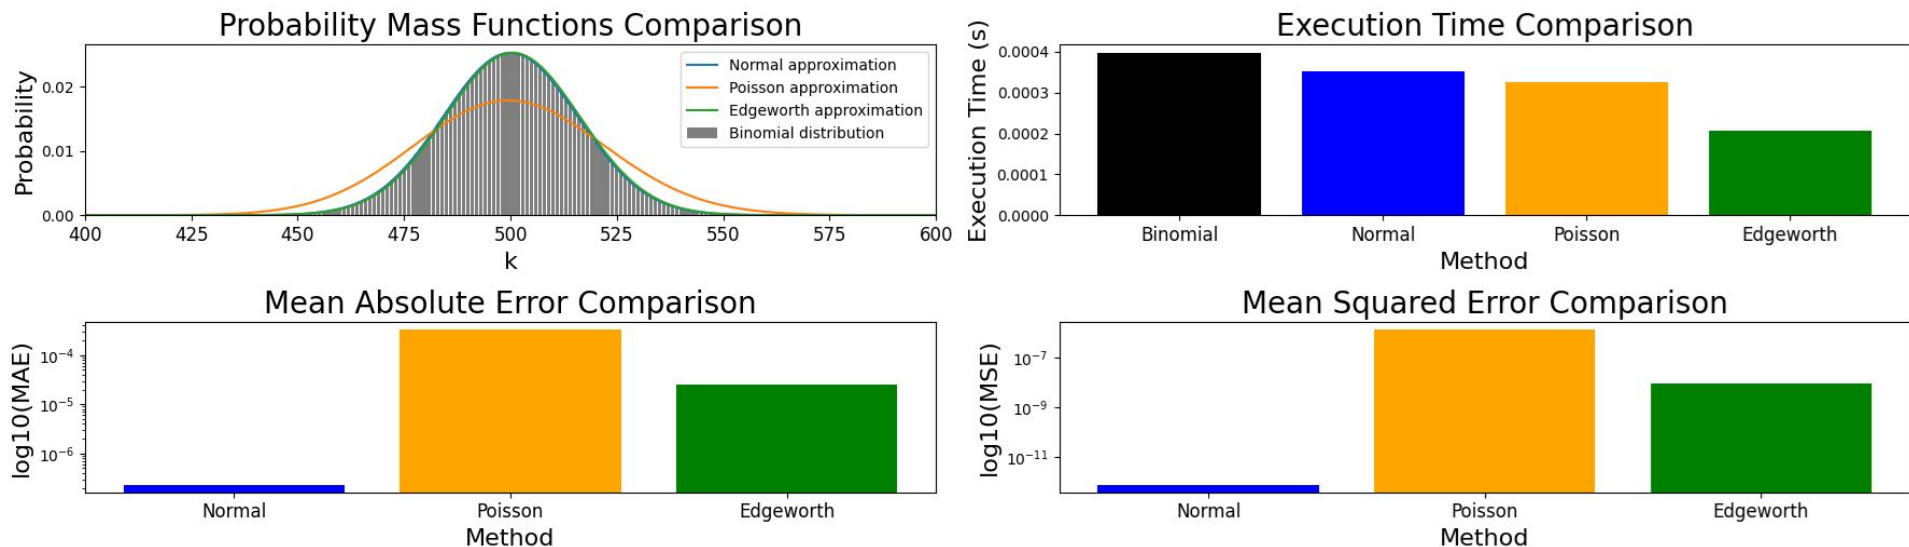 Probability Mass Functions Comparison
Probability
0.02
0.01
0.00
Normal approximation
Poisson approximation
Edgeworth approximation
Binomial distribution
400 425 450 475 500 525 550 575 600
k
Execution Time Comparison
Execution Time (s)
0.0004
0.0003
0.0002
0.0001
0.0000
Binomial Normal Poisson Edgeworth
Method
Mean Absolute Error Comparison
log10(MAE)
10⁻⁴
10⁻⁵
10⁻⁶
Normal Poisson Edgeworth
Method
Mean Squared Error Comparison
log10(MSE)
10⁻⁷
10⁻⁹
10⁻¹¹
Normal Poisson Edgeworth
Method